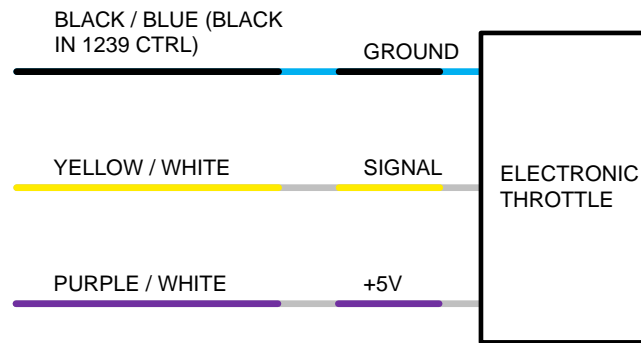 BLACK / BLUE (BLACK
IN 1239 CTRL)
GROUND
YELLOW / WHITE
SIGNAL
ELECTRONIC
THROTTLE
PURPLE / WHITE
+5V